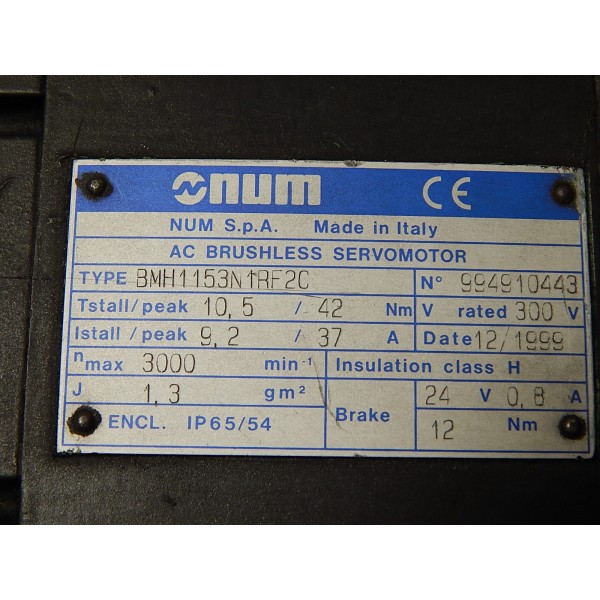 num CE
NUM S.p.A. Made in Italy
AC BRUSHLESS SERVOMOTOR
TYPE BMH1153N1RF2C N° 994910443
Tstall/peak 10,5 / 42 Nm V rated 300 V
Istall/peak 9,2 / 37 A Date 12/1999
nmax 3000 min⁻¹ Insulation class H
J 1,3 gm² Brake 24 V 0,8 A
ENCL. IP65/54 12 Nm